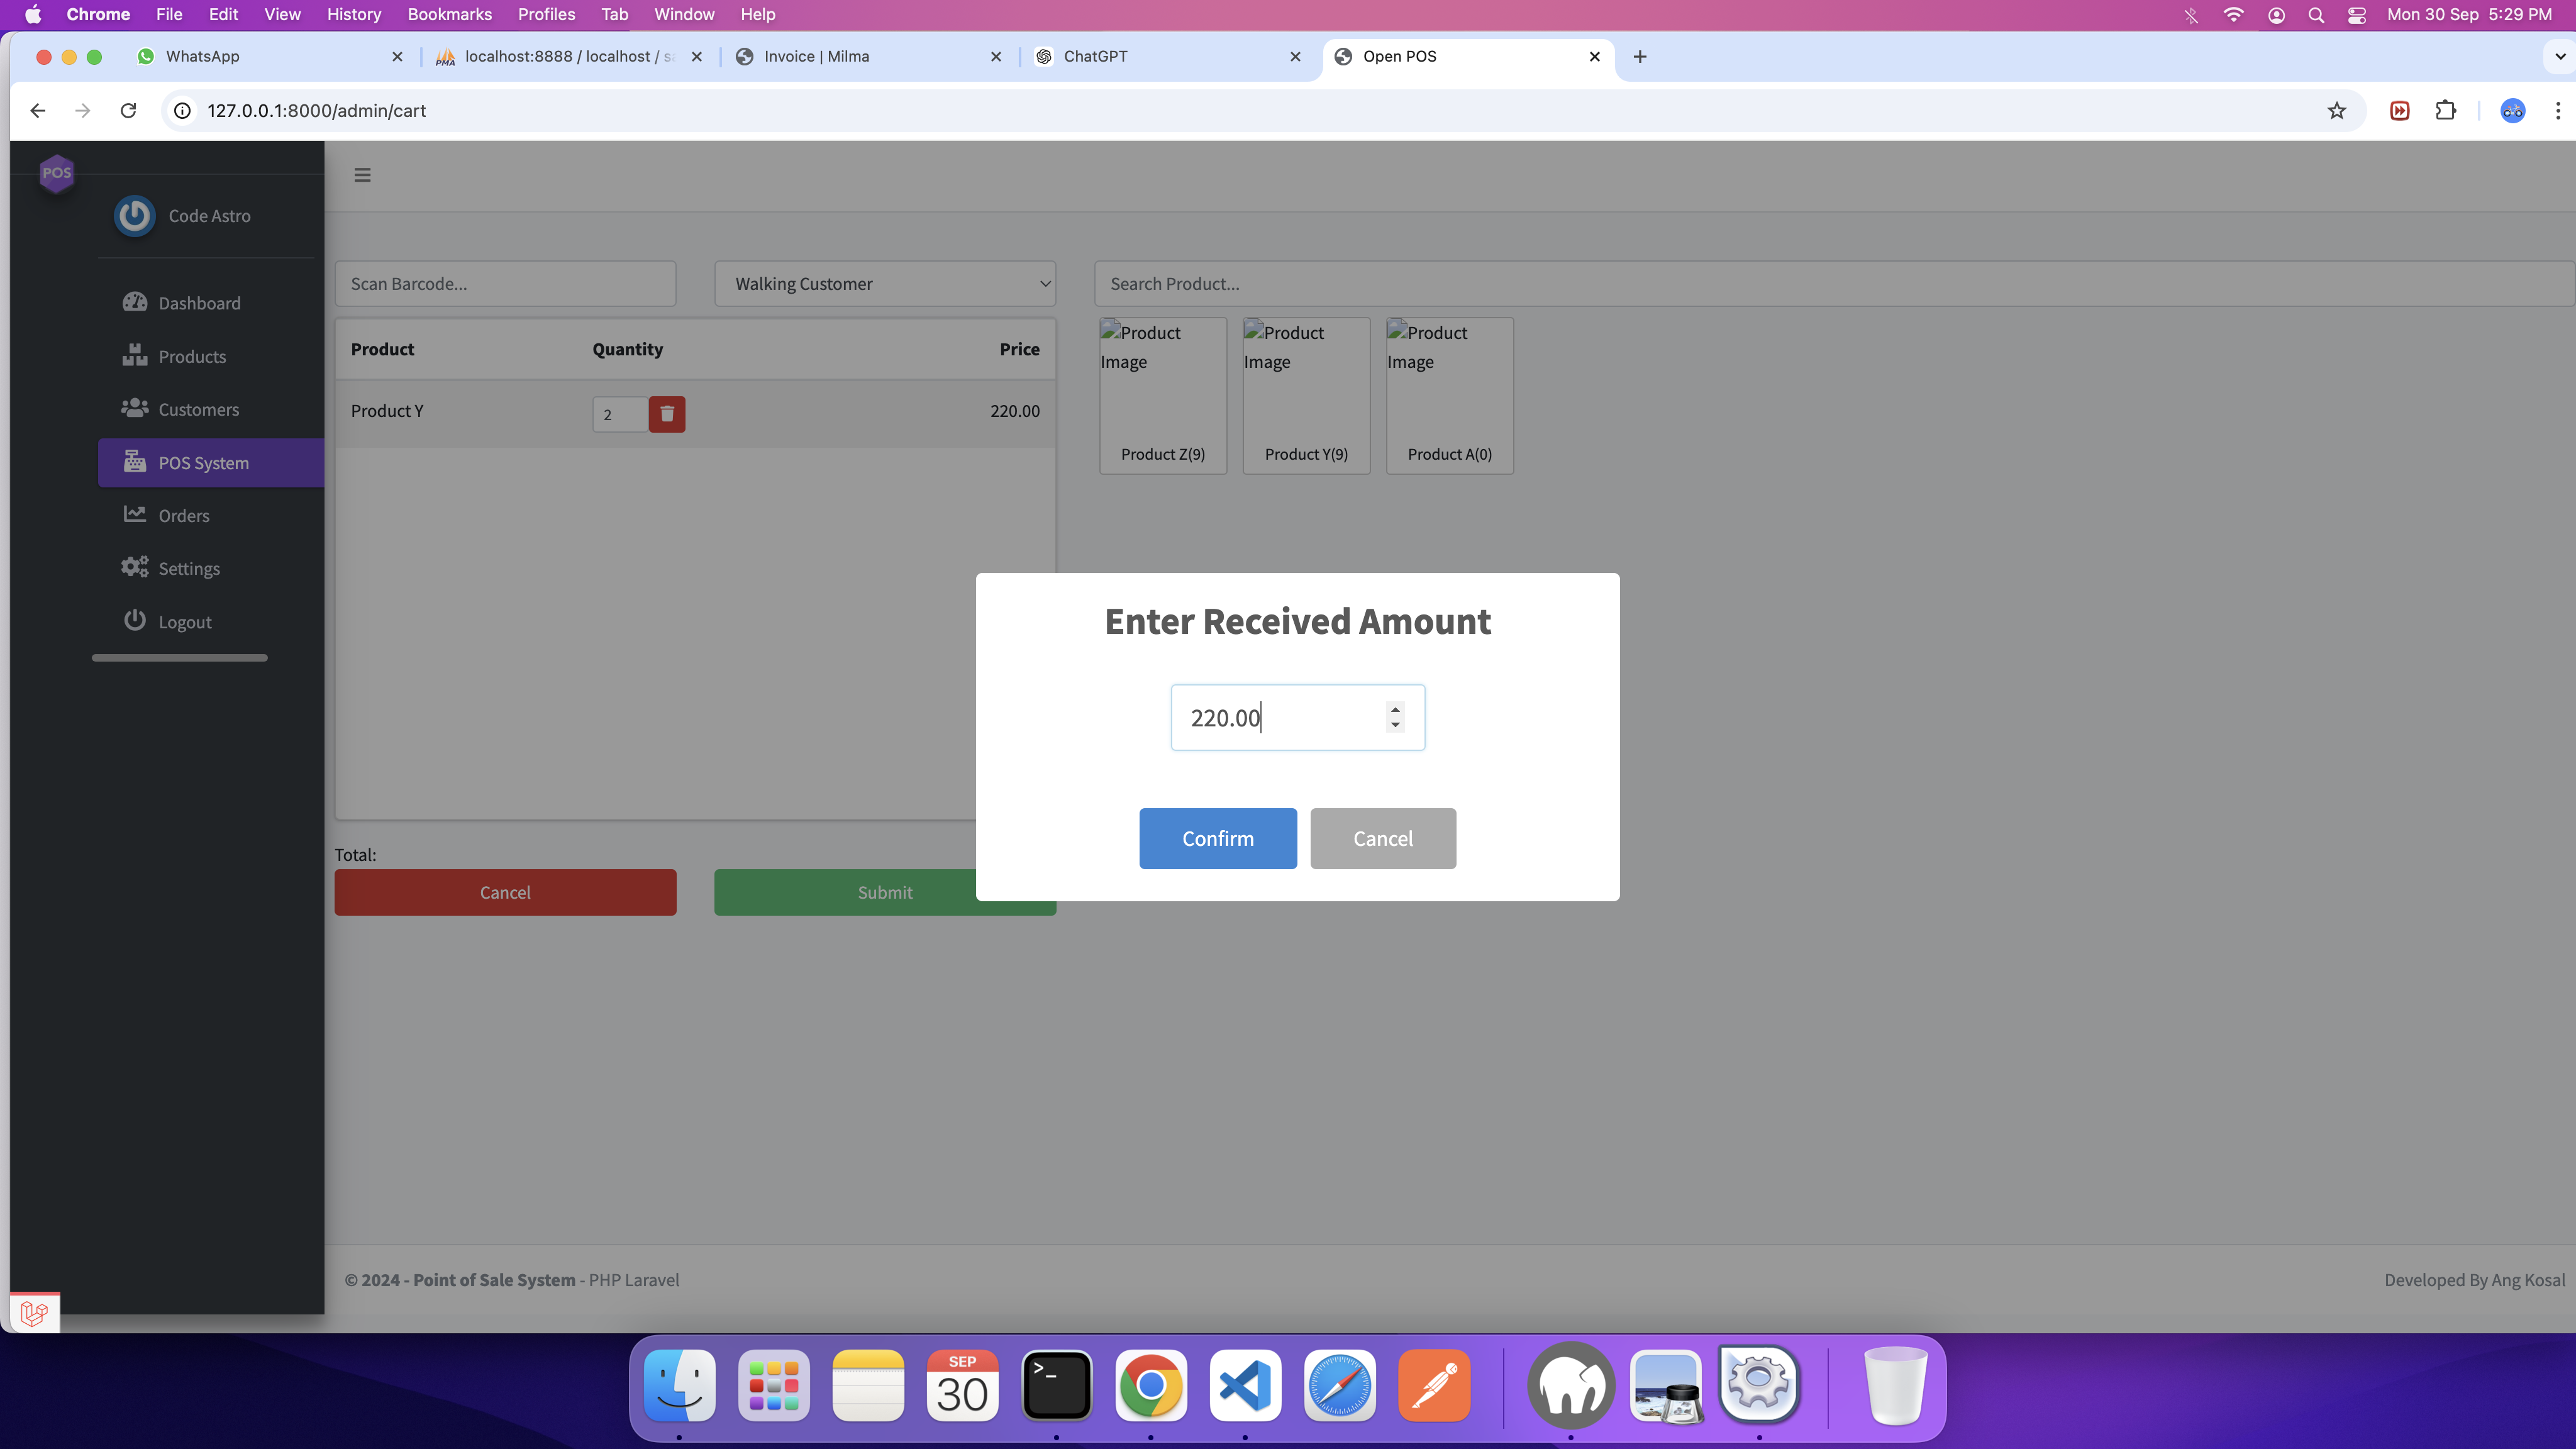 Chrome File Edit View History Bookmarks Profiles Tab Window Help Mon 30 Sep 5:29 PM
WhatsApp localhost:8888 / localhost / sa Invoice | Milma ChatGPT Open POS
127.0.0.1:8000/admin/cart
POS
Code Astro
Dashboard
Products
Customers
POS System
Orders
Settings
Logout
Scan Barcode... Walking Customer Search Product...
Product Quantity Price
Product Y 2 220.00
Product Image Product Image Product Image
Product Z(9) Product Y(9) Product A(0)
Enter Received Amount
220.00
Confirm Cancel
Total:
Cancel Submit
© 2024 - Point of Sale System - PHP Laravel Developed By Ang Kosal
SEP
30